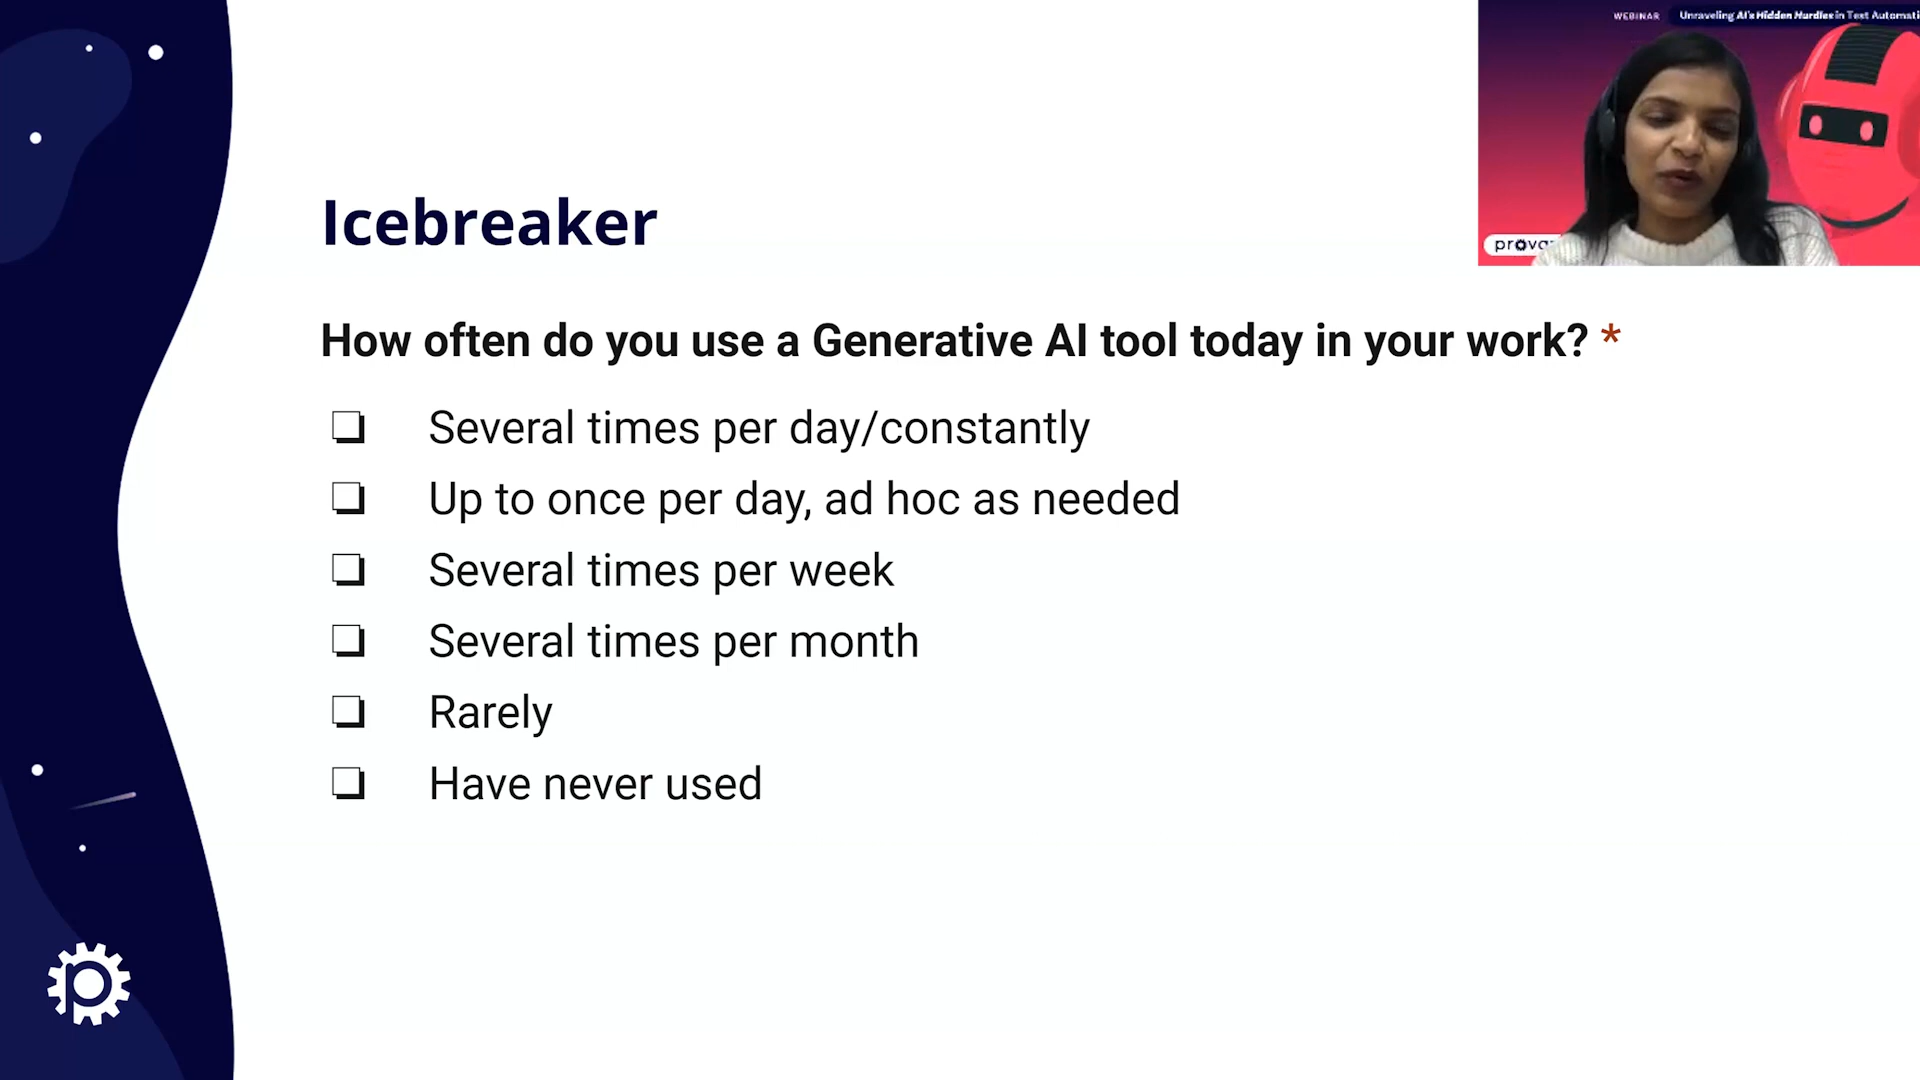 WEBINAR Unraveling AI's Hidden Hurdles in Test Automati
Icebreaker
How often do you use a Generative AI tool today in your work? *
Several times per day/constantly
Up to once per day, ad hoc as needed
Several times per week
Several times per month
Rarely
Have never used
prova